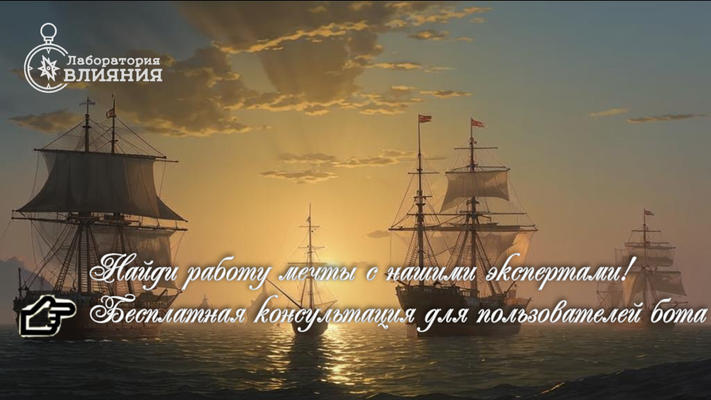 Лаборатория
ВЛИЯНИЯ
Найди работу мечты с нашими экспертами!
Бесплатная консультация для пользователей бота